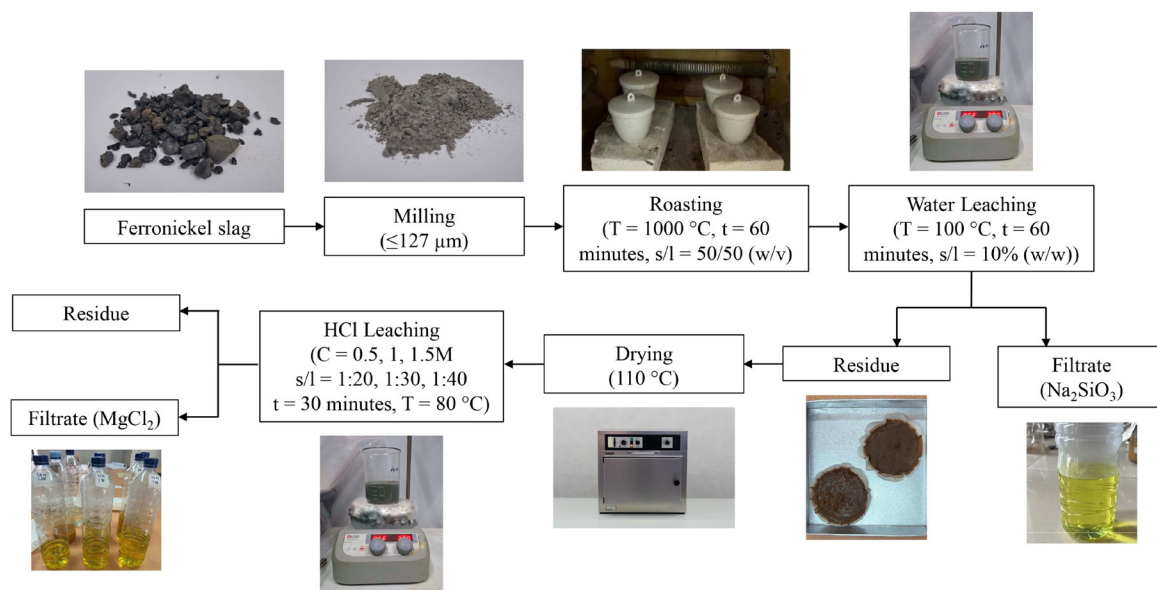 Ferronickel slag
Milling
(≤127 μm)
Roasting
(T = 1000 °C, t = 60
minutes, s/l = 50/50 (w/v)
Water Leaching
(T = 100 °C, t = 60
minutes, s/l = 10% (w/w))
Residue
HCl Leaching
(C = 0.5, 1, 1.5M
s/l = 1:20, 1:30, 1:40
t = 30 minutes, T = 80 °C)
Drying
(110 °C)
Residue
Filtrate
(Na₂SiO₃)
Filtrate (MgCl₂)